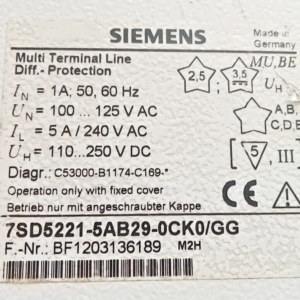 SIEMENS
Made in
Germany
Multi Terminal Line
Diff.- Protection
MU,BE
2,5
3,5
UH
IN = 1A; 50, 60 Hz
UN = 100 ... 125 V AC
A,B,
C,D,E
IL = 5 A / 240 V AC
UH = 110...250 V DC
5
III
Diagr.: C53000-B1174-C169-*
Operation only with fixed cover
Betrieb nur mit angeschraubter Kappe
7SD5221-5AB29-0CK0/GG
F.-Nr.: BF1203136189 M2H